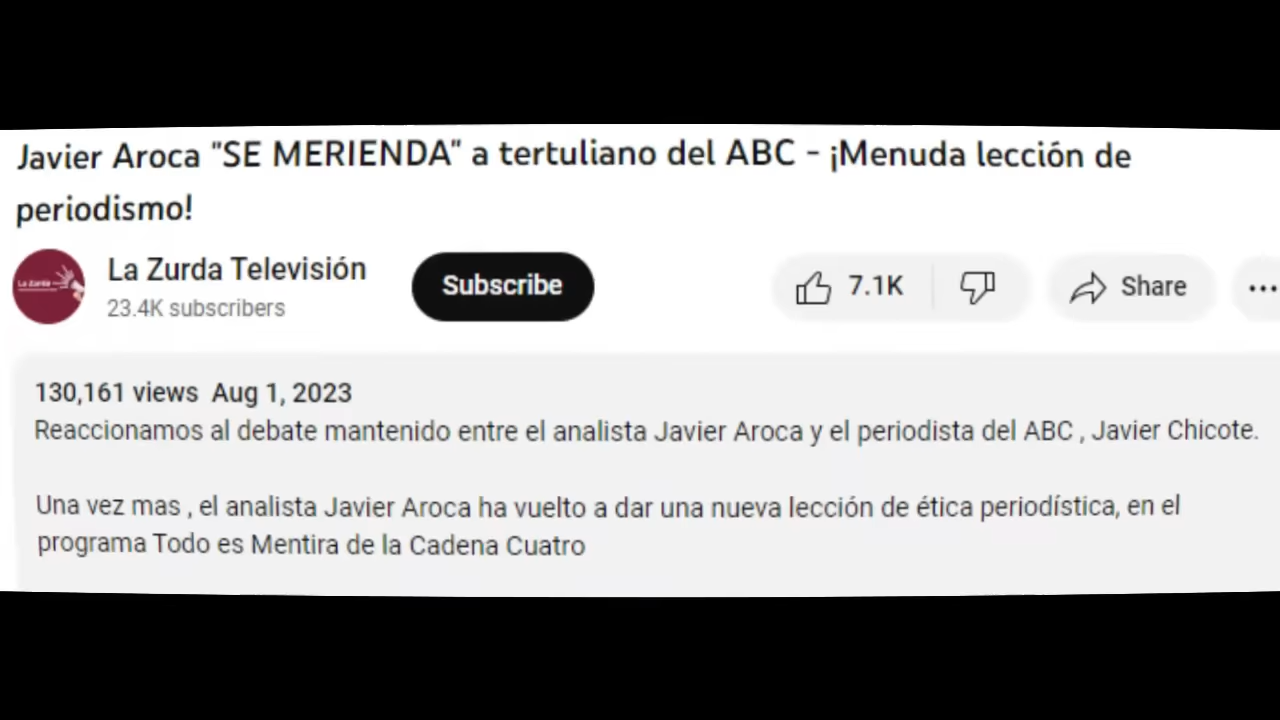 Javier Aroca "SE MERIENDA" a tertuliano del ABC - ¡Menuda lección de
periodismo!
La Zurda
La Zurda Televisión
23.4K subscribers
Subscribe
7.1K
Share
130,161 views Aug 1, 2023
Reaccionamos al debate mantenido entre el analista Javier Aroca y el periodista del ABC , Javier Chicote.
Una vez mas , el analista Javier Aroca ha vuelto a dar una nueva lección de ética periodística, en el
programa Todo es Mentira de la Cadena Cuatro